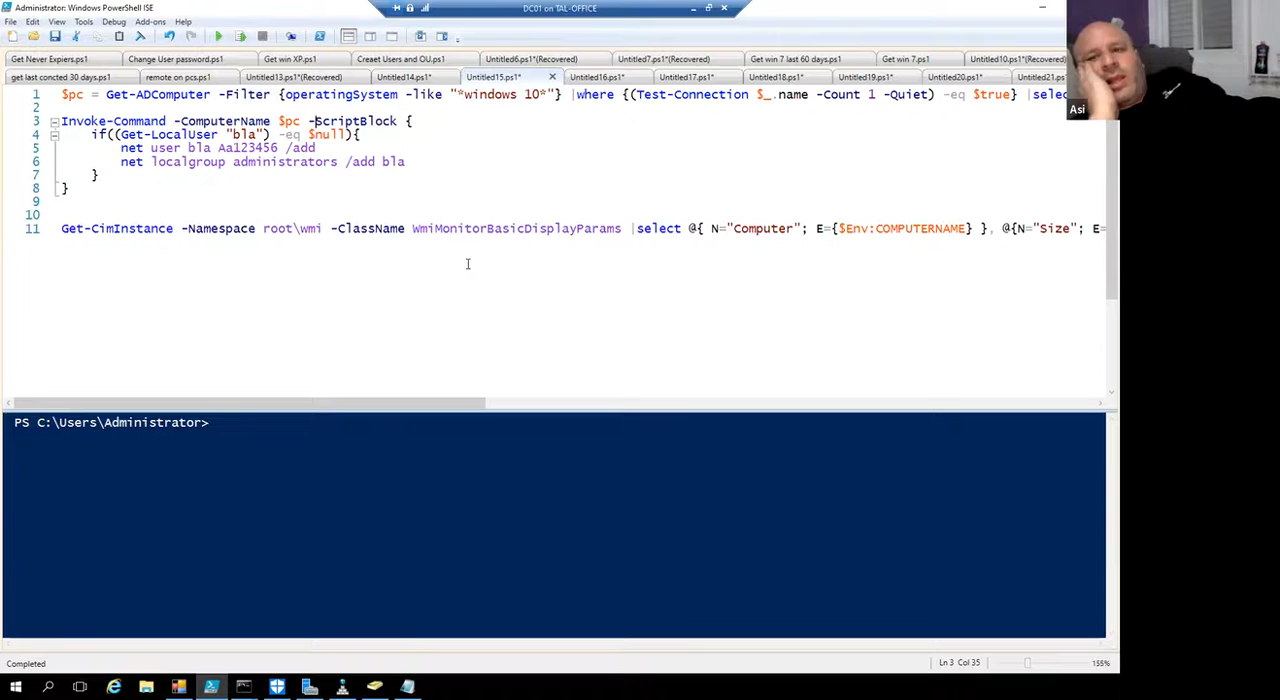 Administrator: Windows PowerShell ISE
DC01 on TAL-OFFICE
File Edit View Tools Debug Add-ons Help
Get Never Expiers.ps1 Change User password.ps1 Get win XP.ps1 Creaet Users and OU.ps1 Untitled6.ps1*(Recovered) Untitled7.ps1*(Recovered) Get win 7 last 60 days.ps1 Get win 7.ps1 Untitled10.ps1*(Recovered)
get last concted 30 days.ps1 remote on pcs.ps1 Untitled13.ps1*(Recovered) Untitled14.ps1* Untitled15.ps1* Untitled16.ps1* Untitled17.ps1* Untitled18.ps1* Untitled19.ps1* Untitled20.ps1* Untitled21.ps1
Asi
1 $pc = Get-ADComputer -Filter {operatingSystem -like "*windows 10*"} |where {(Test-Connection $_.name -Count 1 -Quiet) -eq $true} |selec
2
3 Invoke-Command -ComputerName $pc -ScriptBlock {
4 if((Get-LocalUser "bla") -eq $null){
5 net user bla Aa123456 /add
6 net localgroup administrators /add bla
7 }
8 }
9
10
11 Get-CimInstance -Namespace root\wmi -ClassName WmiMonitorBasicDisplayParams |select @{ N="Computer"; E={$Env:COMPUTERNAME} }, @{N="Size"; E=
PS C:\Users\Administrator>
Completed
Ln 3 Col 35
155%